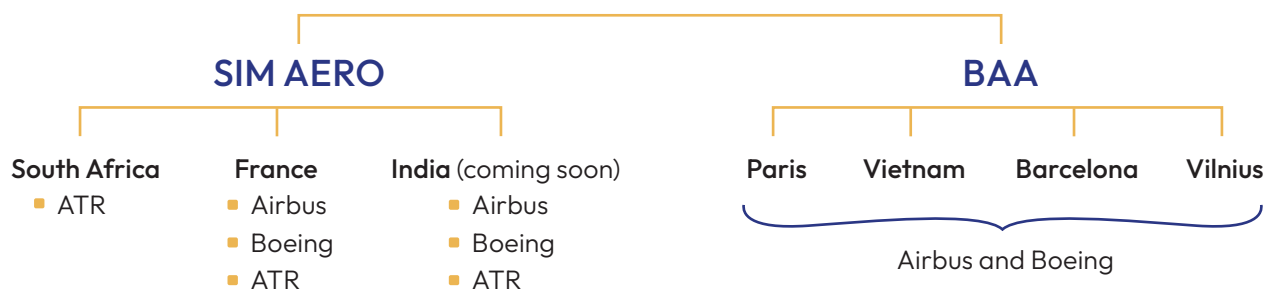 SIM AERO
BAA
South Africa
ATR
France
Airbus
Boeing
ATR
India (coming soon)
Airbus
Boeing
ATR
Paris
Vietnam
Barcelona
Vilnius
Airbus and Boeing